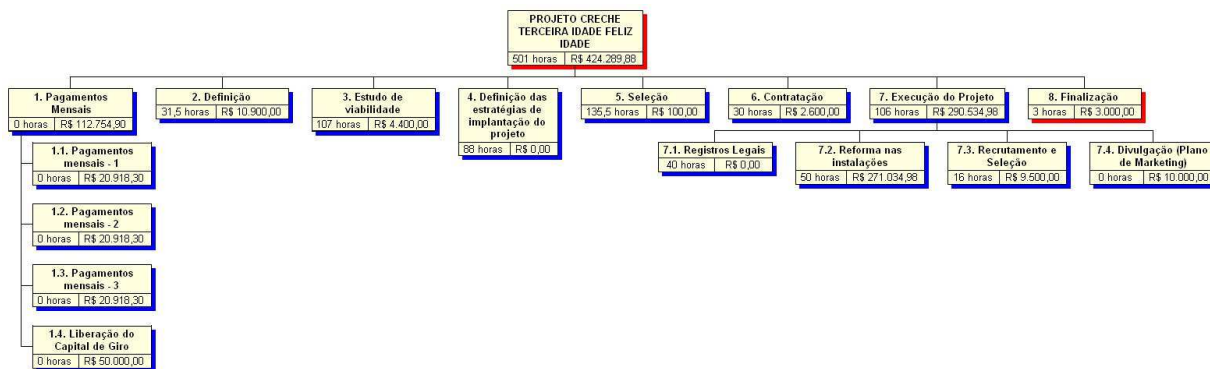 PROJETO CRECHE
TERCEIRA IDADE FELIZ
IDADE
501 horas R$ 424.289,88
1. Pagamentos
Mensais
0 horas R$ 112.754,90
2. Definição
31,5 horas R$ 10.900,00
3. Estudo de
viabilidade
107 horas R$ 4.400,00
4. Definição das
estratégias de
implantação do
projeto
88 horas R$ 0,00
5. Seleção
135,5 horas R$ 100,00
6. Contratação
30 horas R$ 2.600,00
7. Execução do Projeto
106 horas R$ 290.534,98
8. Finalização
3 horas R$ 3.000,00
1.1. Pagamentos
mensais - 1
0 horas R$ 20.918,30
1.2. Pagamentos
mensais - 2
0 horas R$ 20.918,30
1.3. Pagamentos
mensais - 3
0 horas R$ 20.918,30
1.4. Liberação do
Capital de Giro
0 horas R$ 50.000,00
7.1. Registros Legais
40 horas R$ 0,00
7.2. Reforma nas
instalações
50 horas R$ 271.034,98
7.3. Recrutamento e
Seleção
16 horas R$ 9.500,00
7.4. Divulgação (Plano
de Marketing)
0 horas R$ 10.000,00